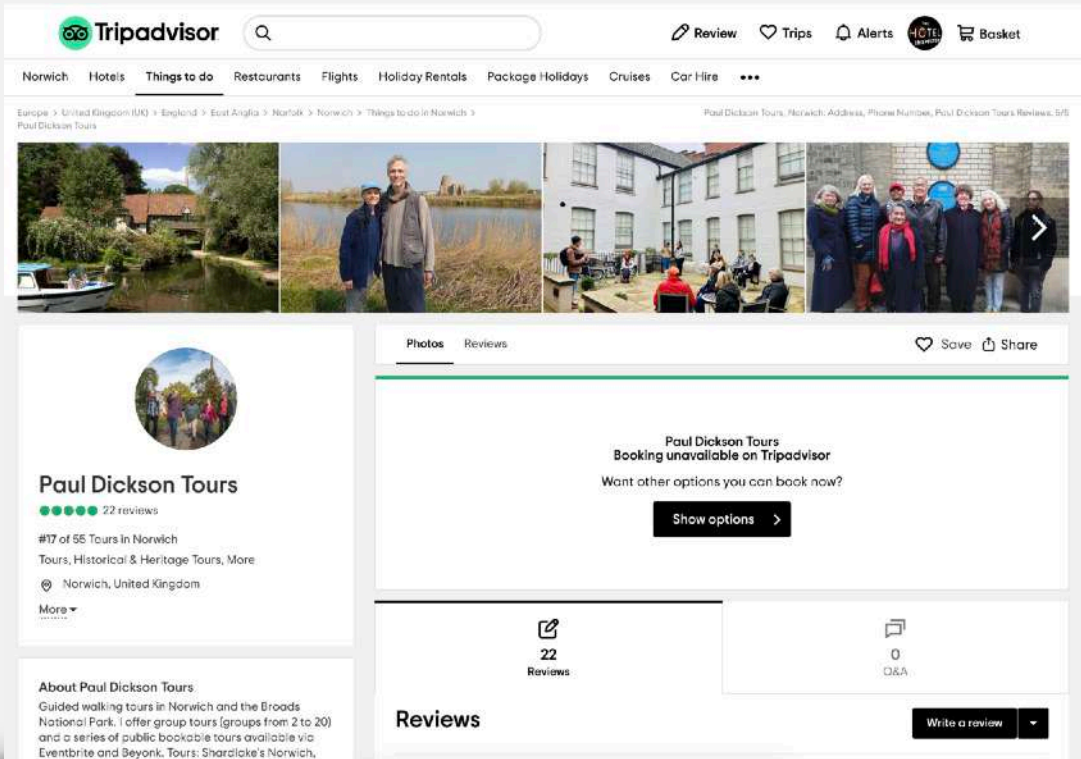 Tripadvisor
Review
Trips
Alerts
HOTEL
Basket
Norwich
Hotels
Things to do
Restaurants
Flights
Holiday Rentals
Package Holidays
Cruises
Car Hire
Europe > United Kingdom (UK) > England > East Anglia > Norfolk > Norwich > Things to do in Norwich >
Paul Dickson Tours
Paul Dickson Tours, Norwich: Address, Phone Number, Paul Dickson Tours Reviews: 5/5
Photos
Reviews
Save
Share
Paul Dickson Tours
Booking unavailable on Tripadvisor
Want other options you can book now?
Show options
Paul Dickson Tours
22 reviews
#17 of 55 Tours in Norwich
Tours, Historical & Heritage Tours, More
Norwich, United Kingdom
More
22
Reviews
0
Q&A
About Paul Dickson Tours
Guided walking tours in Norwich and the Broads
National Park. I offer group tours (groups from 2 to 20)
and a series of public bookable tours available via
Eventbrite and Beyonk. Tours: Shardlake's Norwich,
Reviews
Write a review